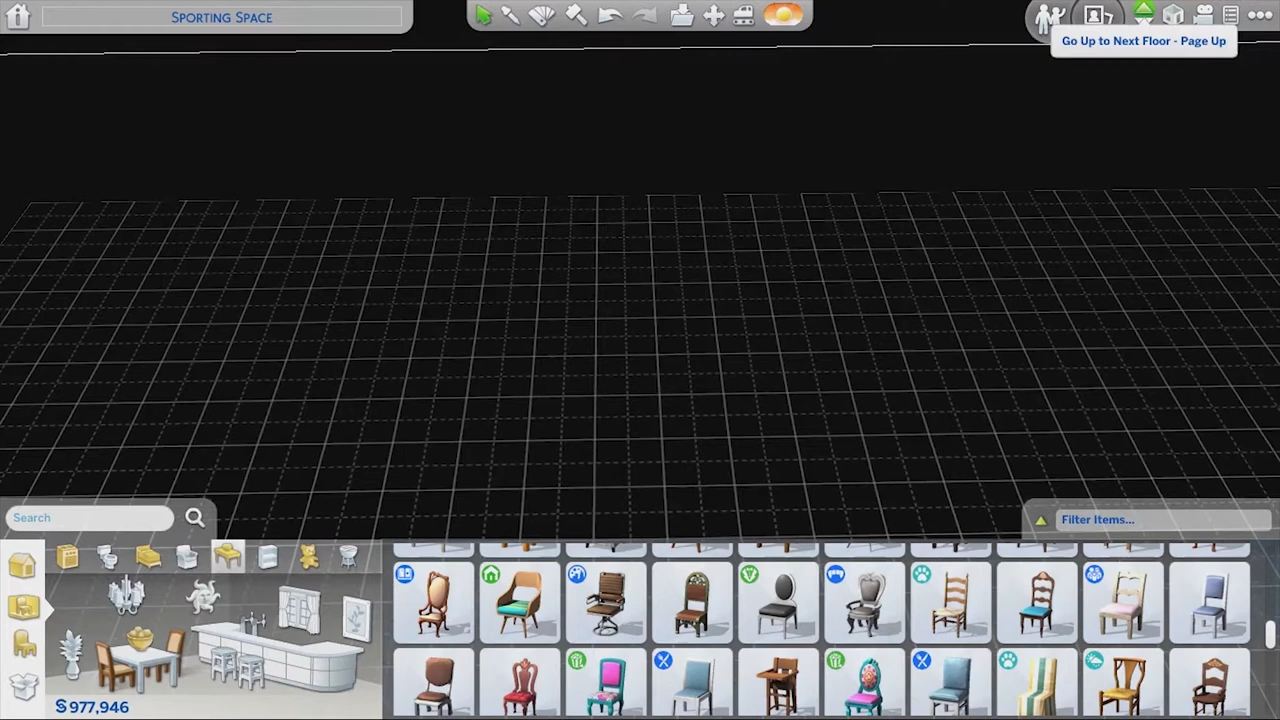 SPORTING SPACE
Go Up to Next Floor - Page Up
Search
Filter Items...
§977,946